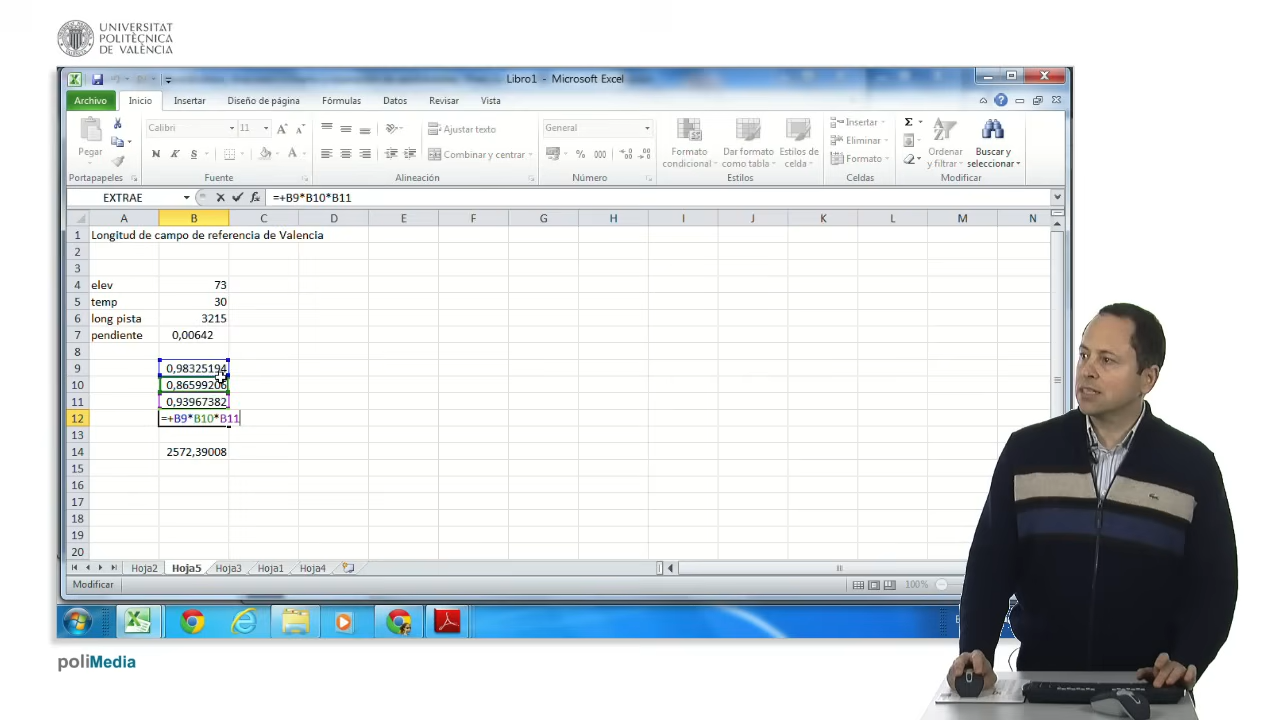 UNIVERSITAT
POLITÈCNICA
DE VALÈNCIA
Libro1 - Microsoft Excel
Archivo Inicio Insertar Diseño de página Fórmulas Datos Revisar Vista
Calibri 11 Ajustar texto General Insertar Σ
Pegar Formato condicional Dar formato como tabla Estilos de celda Eliminar Ordenar y filtrar Buscar y seleccionar
N K S Combinar y centrar % 000 Formato
Portapapeles Fuente Alineación Número Estilos Celdas Modificar
EXTRAE fx =+B9*B10*B11
A B C D E F G H I J K L M N
1 Longitud de campo de referencia de Valencia
2
3
4 elev 73
5 temp 30
6 long pista 3215
7 pendiente 0,00642
8
9 0,98325194
10 0,86599206
11 0,93967382
12 =+B9*B10*B11
13
14 2572,39008
15
16
17
18
19
20
Hoja2 Hoja5 Hoja3 Hoja1 Hoja4
Modificar 100%
poliMedia